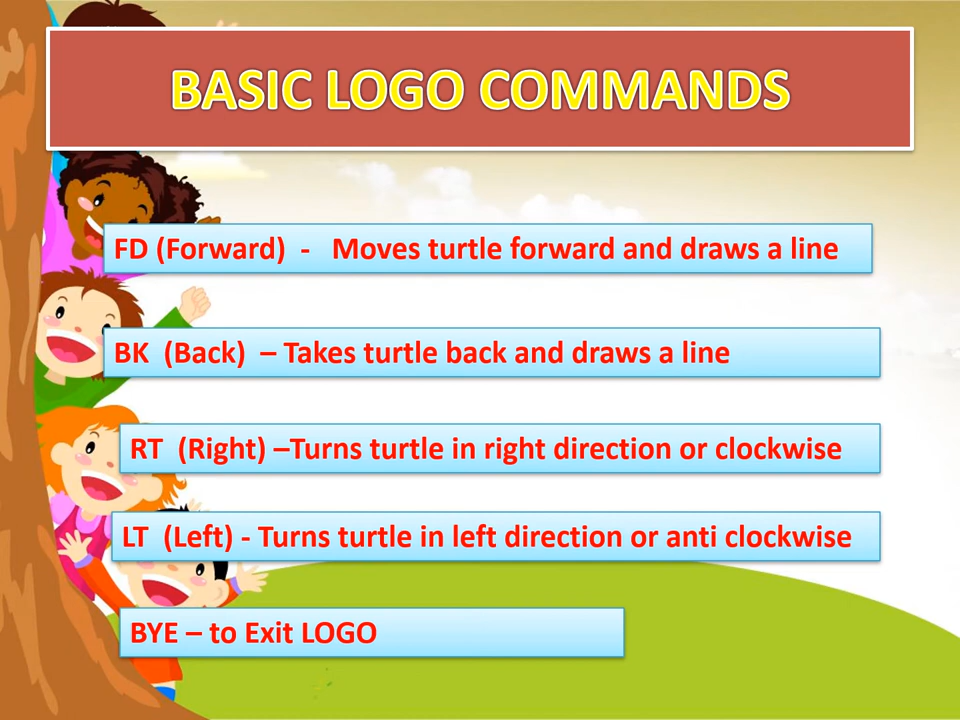 BASIC LOGO COMMANDS
FD (Forward) - Moves turtle forward and draws a line
BK (Back) – Takes turtle back and draws a line
RT (Right) –Turns turtle in right direction or clockwise
LT (Left) - Turns turtle in left direction or anti clockwise
BYE – to Exit LOGO